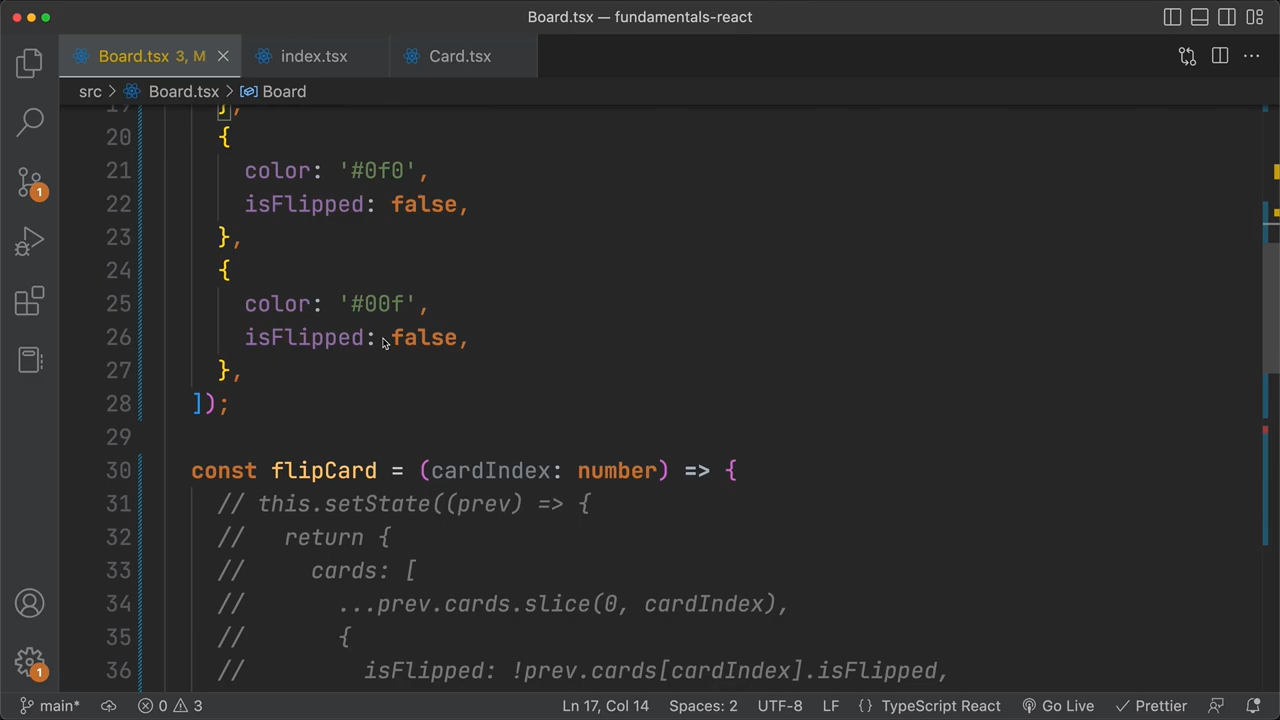 Board.tsx — fundamentals-react
Board.tsx 3, M
index.tsx
Card.tsx
src > Board.tsx > Board
19 },
20 {
21 color: '#0f0',
22 isFlipped: false,
23 },
24 {
25 color: '#00f',
26 isFlipped: false,
27 },
28 ]);
29
30 const flipCard = (cardIndex: number) => {
31 // this.setState((prev) => {
32 //   return {
33 //     cards: [
34 //       ...prev.cards.slice(0, cardIndex),
35 //       {
36 //         isFlipped: !prev.cards[cardIndex].isFlipped,
1
1
main* 0 3 Ln 17, Col 14 Spaces: 2 UTF-8 LF {} TypeScript React Go Live Prettier